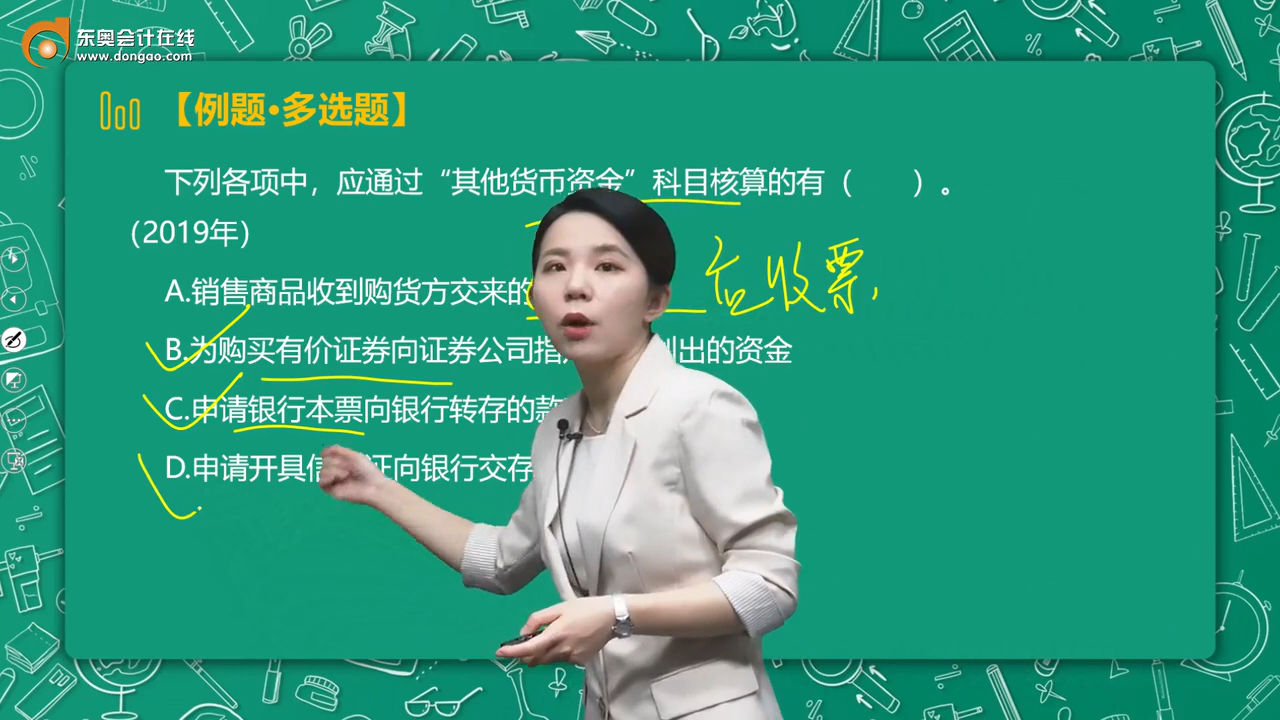 东奥会计在线
www.dongao.com
【例题·多选题】
下列各项中，应通过“其他货币资金”科目核算的有（ ）。
（2019年）
A.销售商品收到购货方交来的
应收票
B.为购买有价证券向证券公司指 划出的资金
C.申请银行本票向银行转存的款
D.申请开具信 证向银行交存